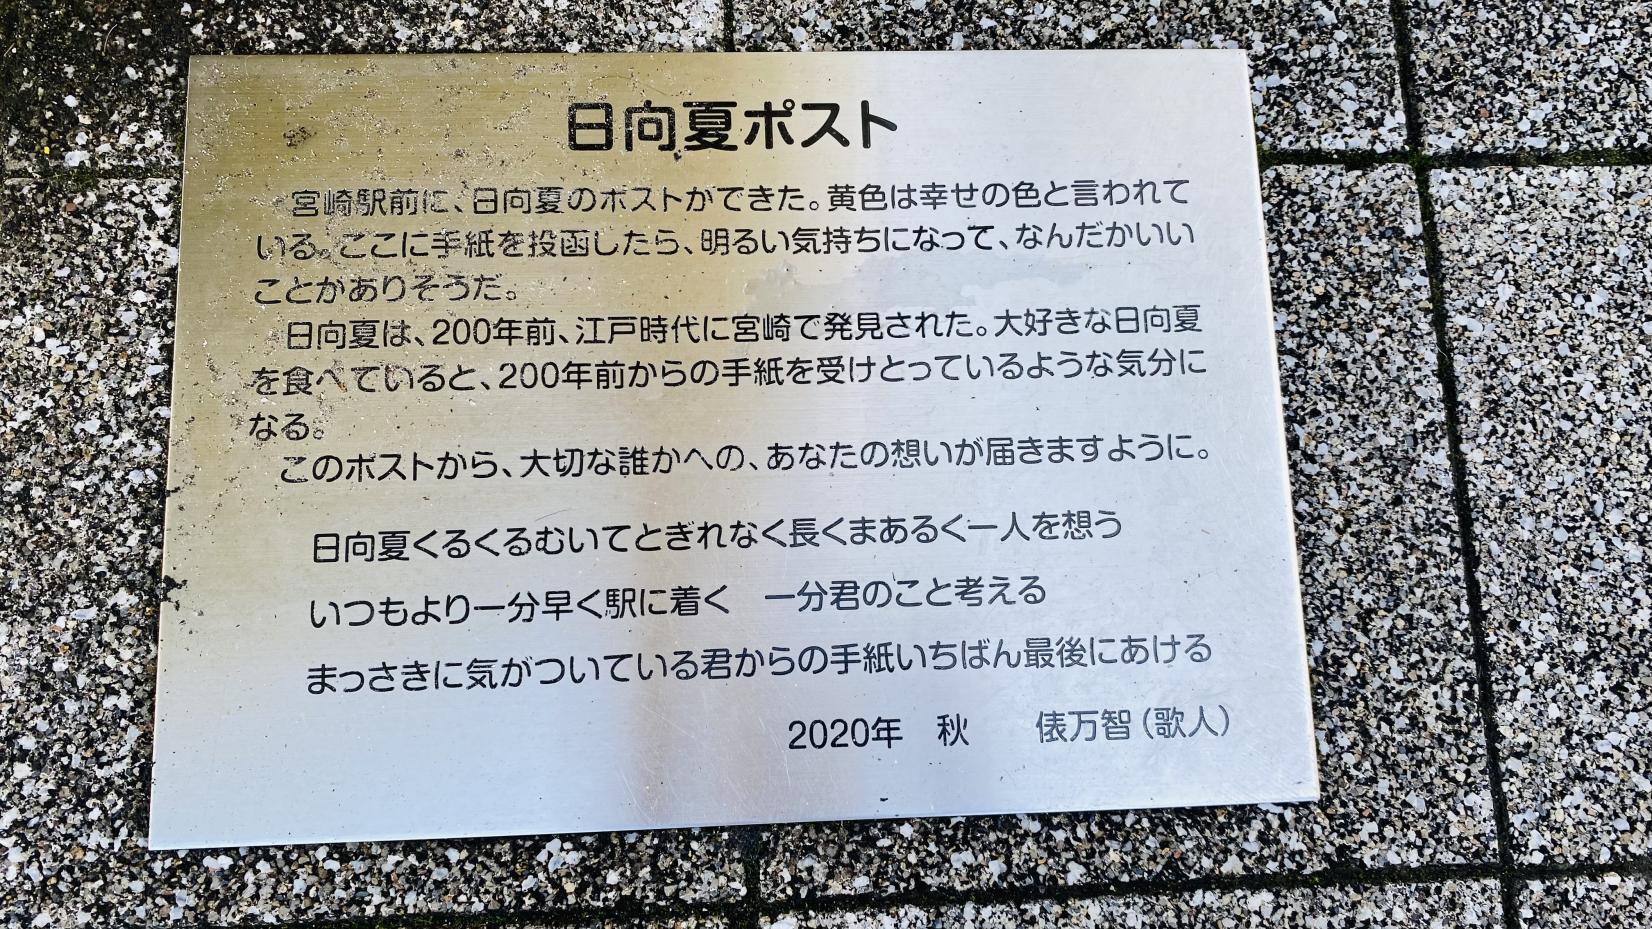 日向夏ポスト
宮崎駅前に、日向夏のポストができた。黄色は幸せの色と言われて
いる。ここに手紙を投函したら、明るい気持ちになって、なんだかいい
ことがありそうだ。
日向夏は、200年前、江戸時代に宮崎で発見された。大好きな日向夏
を食べていると、200年前からの手紙を受けとっているような気分に
なる。
このポストから、大切な誰かへの、あなたの想いが届きますように。
日向夏くるくるむいてとぎれなく長くまあるく一人を想う
いつもより一分早く駅に着く　一分君のこと考える
まっさきに気がついている君からの手紙いちばん最後にあける
2020年　秋　　俵万智（歌人）